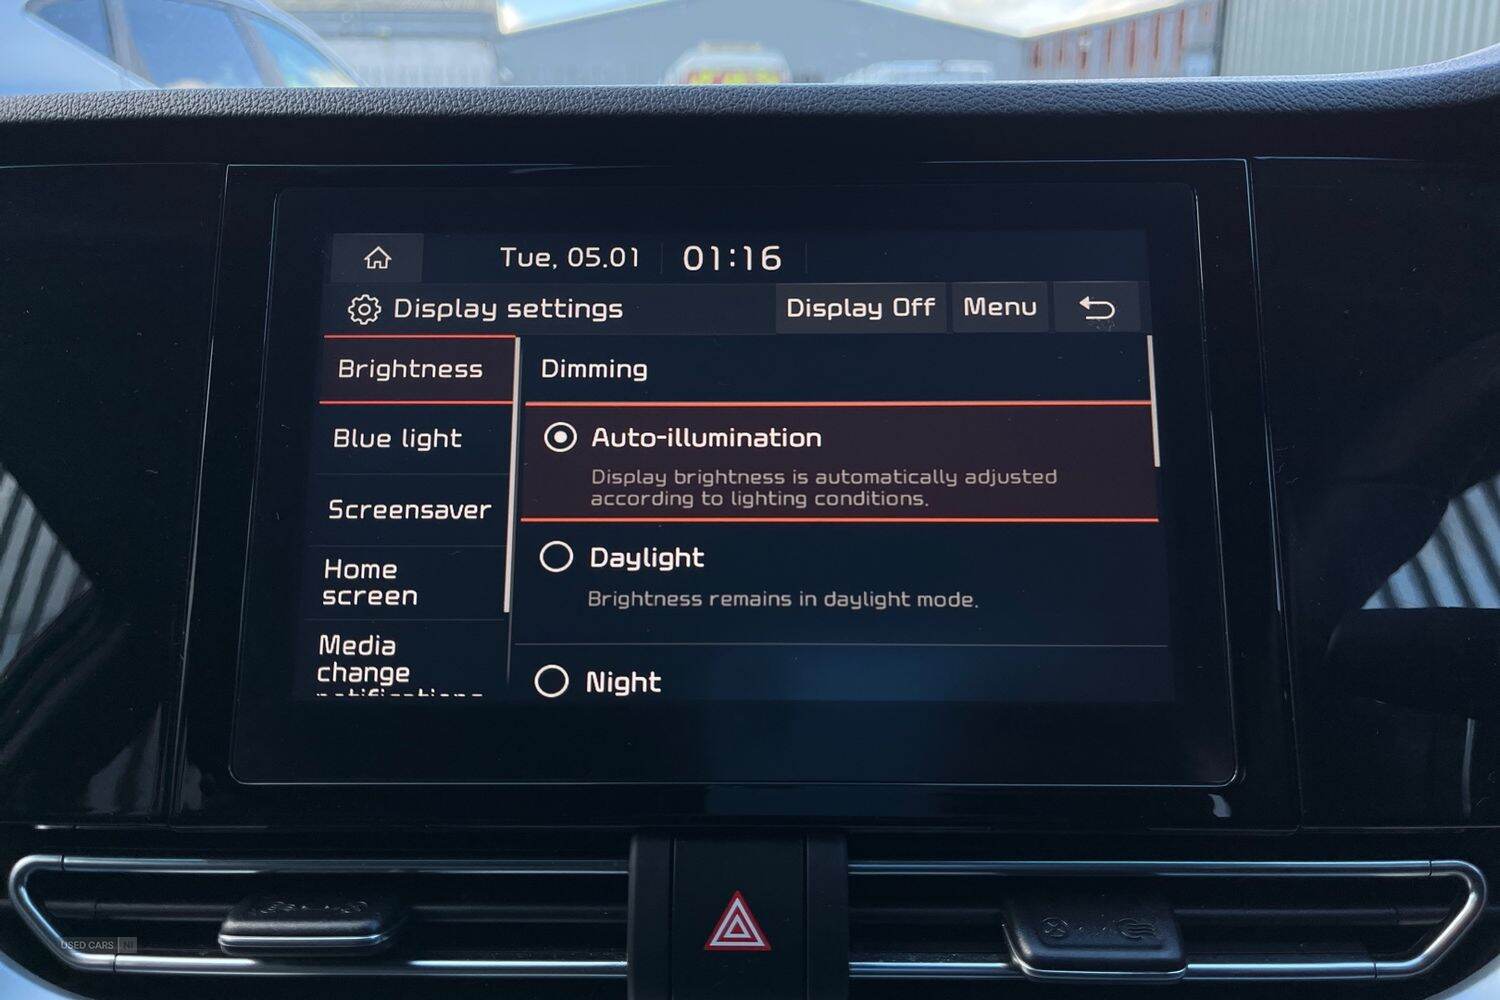 Tue, 05.01 01:16
Display settings Display Off Menu
Brightness
Blue light
Screensaver
Home
screen
Media
change
notifications
Dimming
Auto-illumination
Display brightness is automatically adjusted
according to lighting conditions.
Daylight
Brightness remains in daylight mode.
Night
USED CARS NI